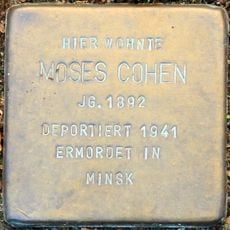 HIER WOHNTE
MOSES COHEN
JG. 1892
DEPORTIERT 1941
ERMORDET IN
MINSK